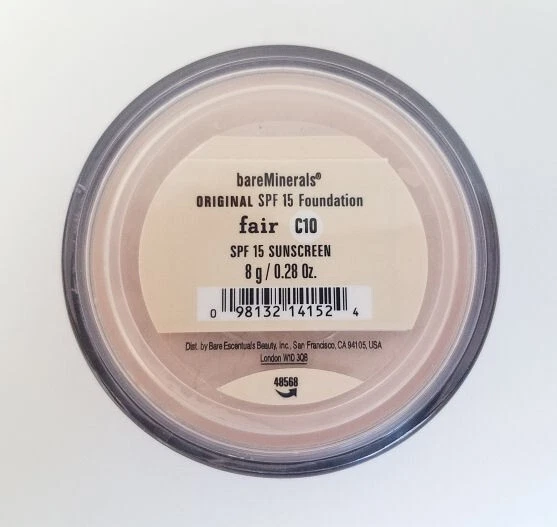 bareMinerals®
ORIGINAL SPF 15 Foundation
fair C10
SPF 15 SUNSCREEN
8 g / 0.28 Oz.
0 98132 14152 4
Dist. by Bare Escentuals Beauty, Inc., San Francisco, CA 94105, USA
London W1D 3QB
48568